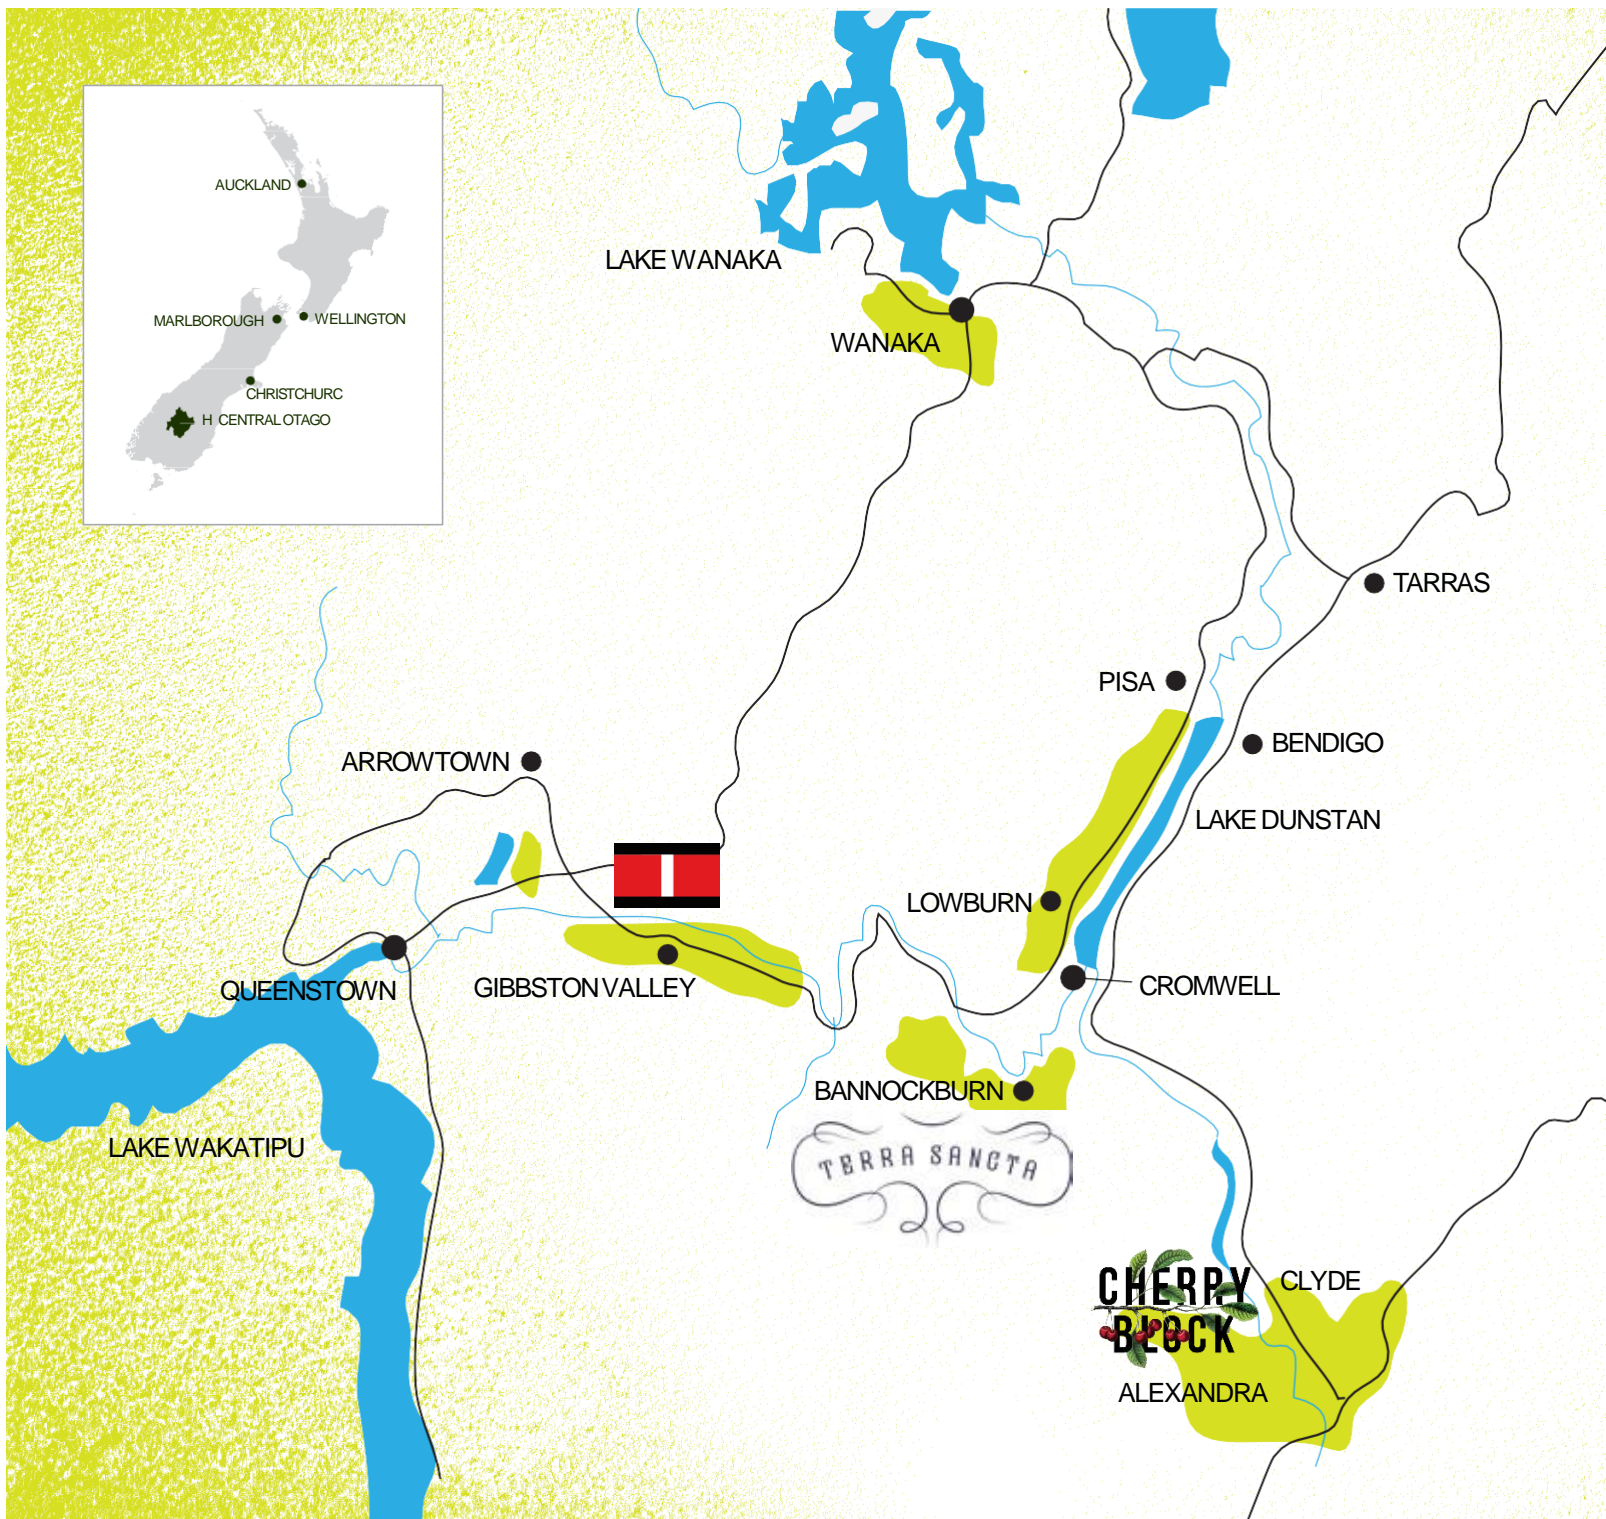 AUCKLAND
MARLBOROUGH
WELLINGTON
CHRISTCHURC
H CENTRAL OTAGO
LAKE WANAKA
WANAKA
TARRAS
PISA
BENDIGO
ARROWTOWN
LAKE DUNSTAN
LOWBURN
QUEENSTOWN
GIBBSTON VALLEY
CROMWELL
BANNOCKBURN
LAKE WAKATIPU
TERRA SANCTA
CHERRY
BLOCK
CLYDE
ALEXANDRA